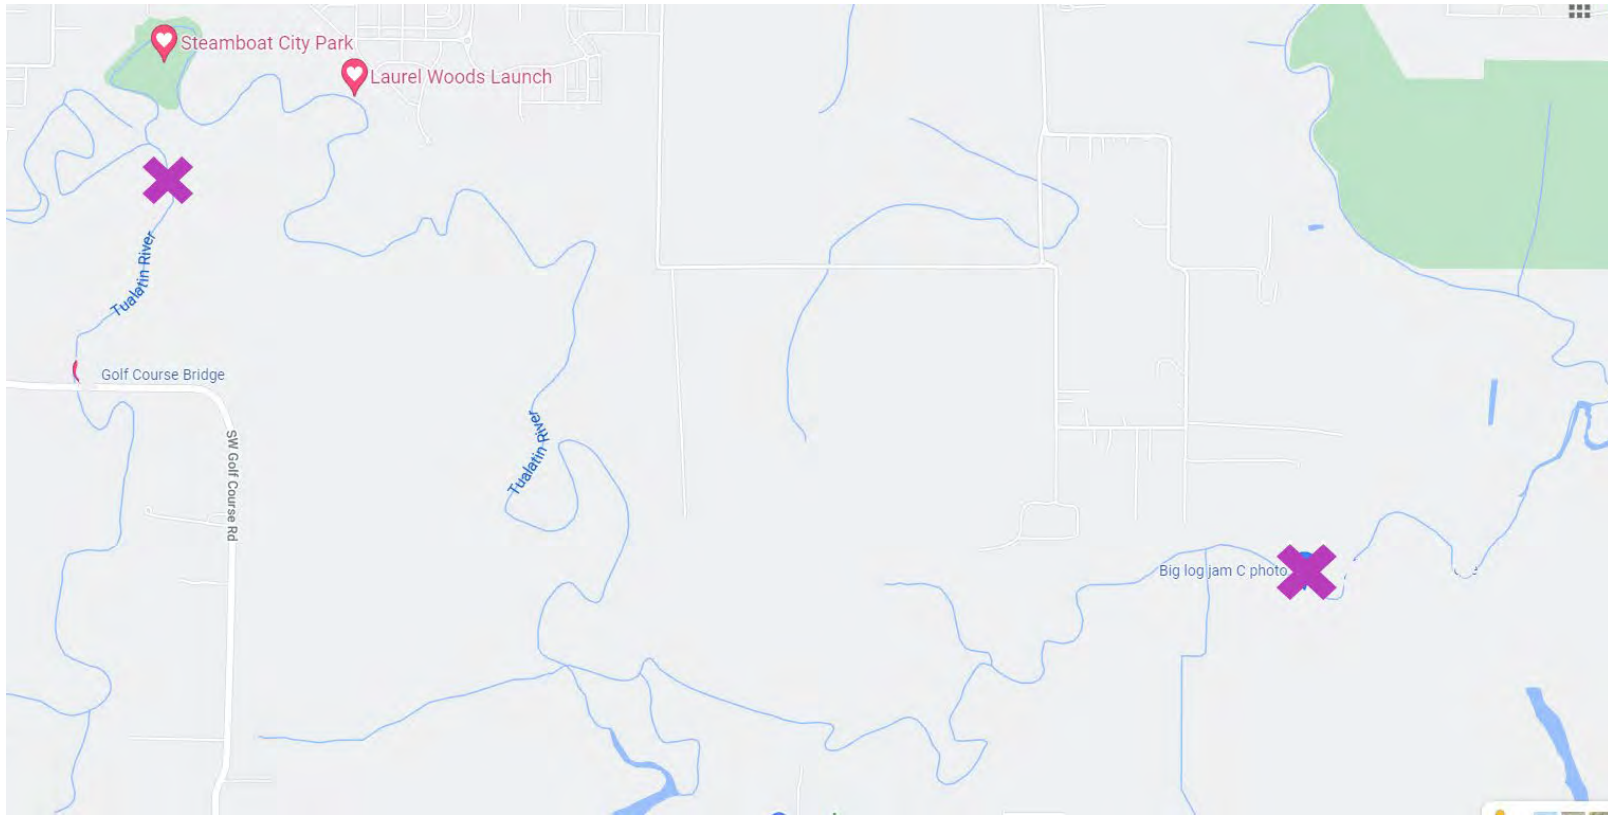 Steamboat City Park
Laurel Woods Launch
Tualatin River
Golf Course Bridge
SW Golf Course Rd
Tualatin River
Big log jam C photo